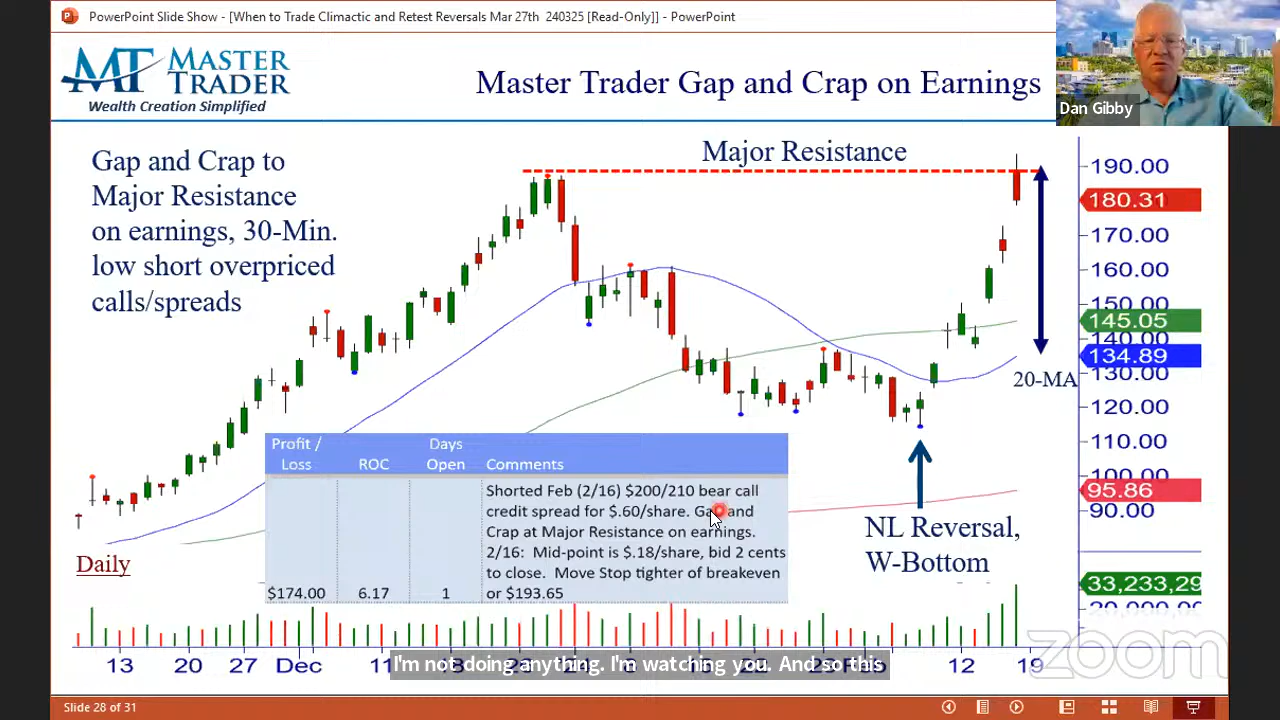 PowerPoint Slide Show - [When to Trade Climactic and Retest Reversals Mar 27th 240325 [Read-Only]] - PowerPoint
MT MASTER TRADER
Wealth Creation Simplified
Master Trader Gap and Crap on Earnings
Dan Gibby
Gap and Crap to
Major Resistance
on earnings, 30-Min.
low short overpriced
calls/spreads
Major Resistance
190.00
180.31
170.00
160.00
150.00
145.05
140.00
134.89
130.00
20-MA
120.00
110.00
100.00
95.86
90.00
Profit / Loss ROC Days Open Comments
Shorted Feb (2/16) $200/210 bear call
credit spread for $.60/share. Gap and
Crap at Major Resistance on earnings.
2/16: Mid-point is $.18/share, bid 2 cents
to close. Move Stop tighter of breakeven
$174.00 6.17 1 or $193.65
NL Reversal,
W-Bottom
Daily
33,233,29
zoom
13 20 27 Dec 11 12 19
I'm not doing anything. I'm watching you. And so this
Slide 28 of 31